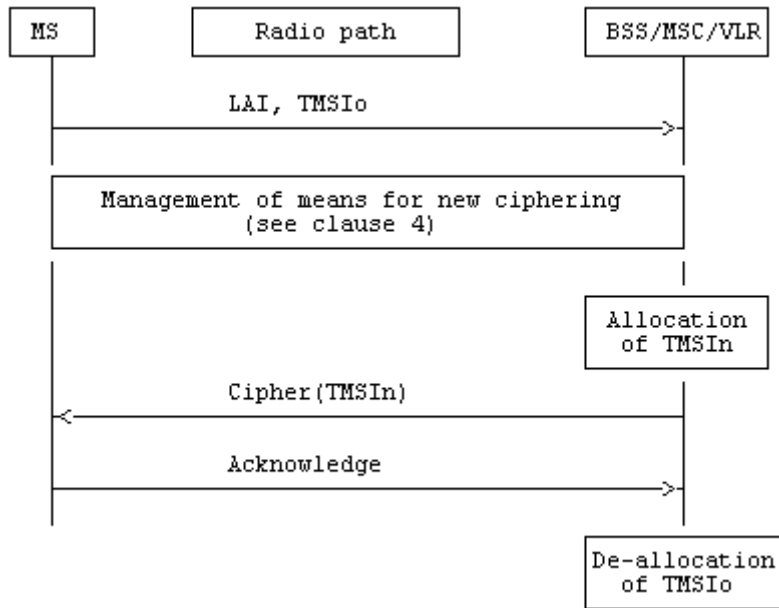 MS
Radio path
BSS/MSC/VLR
LAI, TMSIo
Management of means for new ciphering
(see clause 4)
Allocation
of TMSIn
Cipher(TMSIn)
Acknowledge
De-allocation
of TMSIo